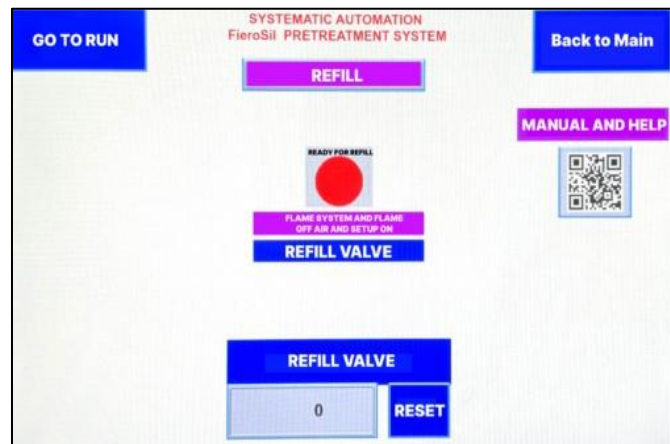 GO TO RUN
SYSTEMATIC AUTOMATION
FieroSil PRETREATMENT SYSTEM
Back to Main
REFILL
MANUAL AND HELP
READY FOR REFILL
FLAME SYSTEM AND FLAME
OFF AIR AND SETUP ON
REFILL VALVE
REFILL VALVE
0
RESET